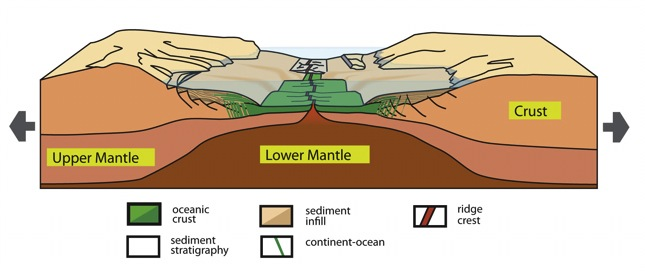 Crust
Upper Mantle
Lower Mantle
oceanic
crust
sediment
infill
ridge
crest
sediment
stratigraphy
continent-ocean